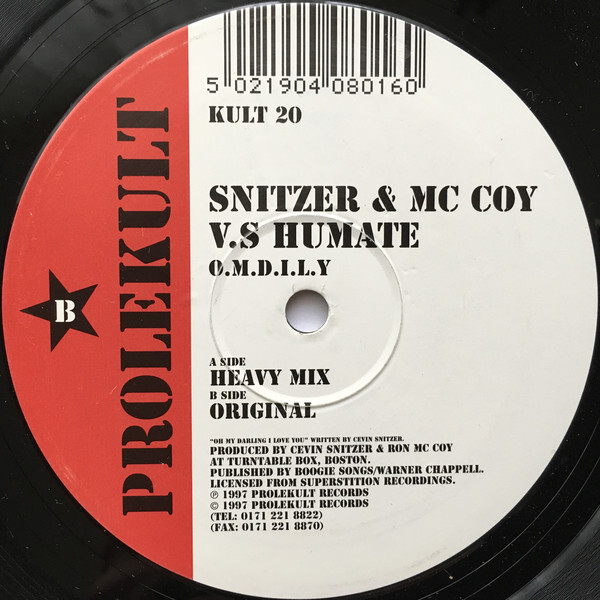 PROLEKULT
B
5 021904 080160
KULT 20
SNITZER & MC COY
V.S HUMATE
O.M.D.I.L.Y
A SIDE
HEAVY MIX
B SIDE
ORIGINAL
"OH MY DARLING I LOVE YOU" WRITTEN BY CEVIN SNITZER.
PRODUCED BY CEVIN SNITZER & RON MC COY
AT TURNTABLE BOX, BOSTON.
PUBLISHED BY BOOGIE SONGS/WARNER CHAPPELL.
LICENSED FROM SUPERSTITION RECORDINGS.
℗ 1997 PROLEKULT RECORDS
© 1997 PROLEKULT RECORDS
(TEL: 0171 221 8822)
(FAX: 0171 221 8870)